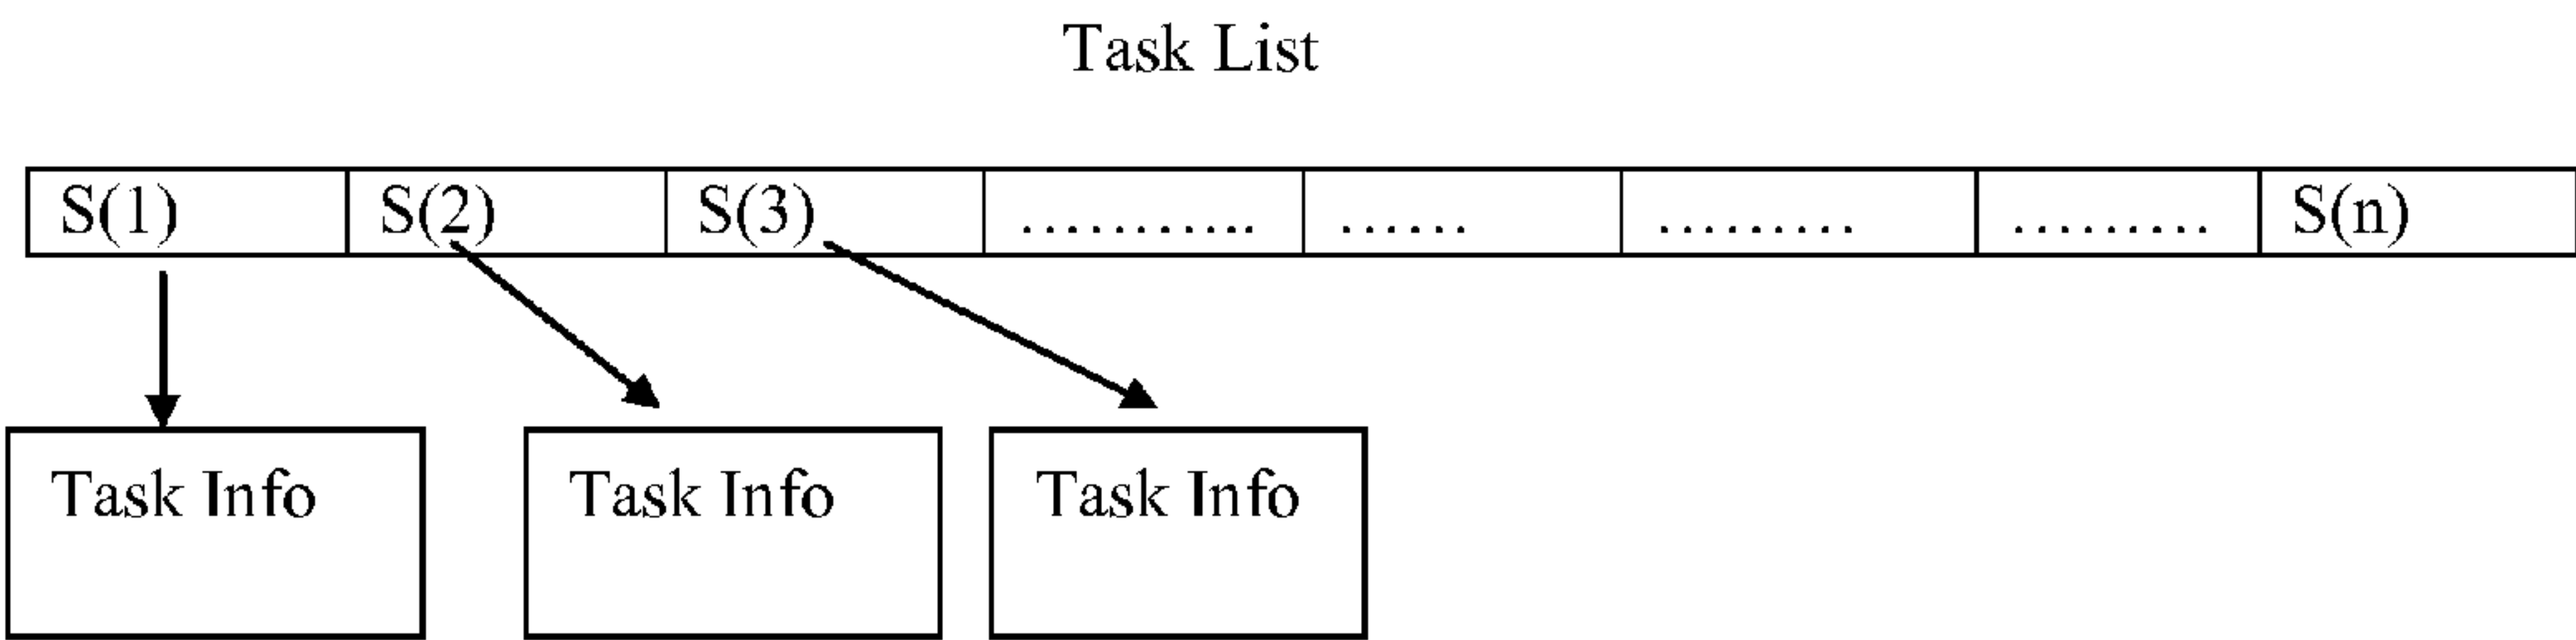 Task List
S(1) S(2) S(3) ........... ...... ......... ......... S(n)
Task Info Task Info Task Info